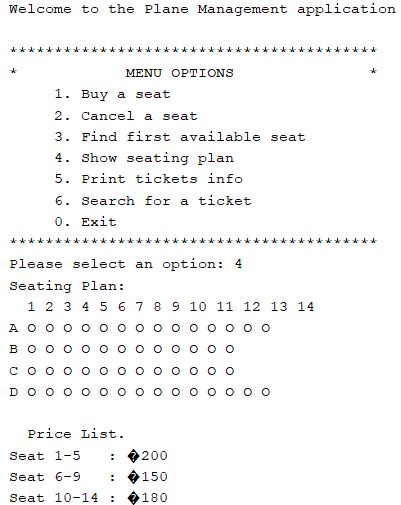 Welcome to the Plane Management application
*****************************************
* MENU OPTIONS *
1. Buy a seat
2. Cancel a seat
3. Find first available seat
4. Show seating plan
5. Print tickets info
6. Search for a ticket
0. Exit
*****************************************
Please select an option: 4
Seating Plan:
1 2 3 4 5 6 7 8 9 10 11 12 13 14
A O O O O O O O O O O O O O O
B O O O O O O O O O O O O
C O O O O O O O O O O O O
D O O O O O O O O O O O O O O
Price List.
Seat 1-5 : �200
Seat 6-9 : �150
Seat 10-14 : �180